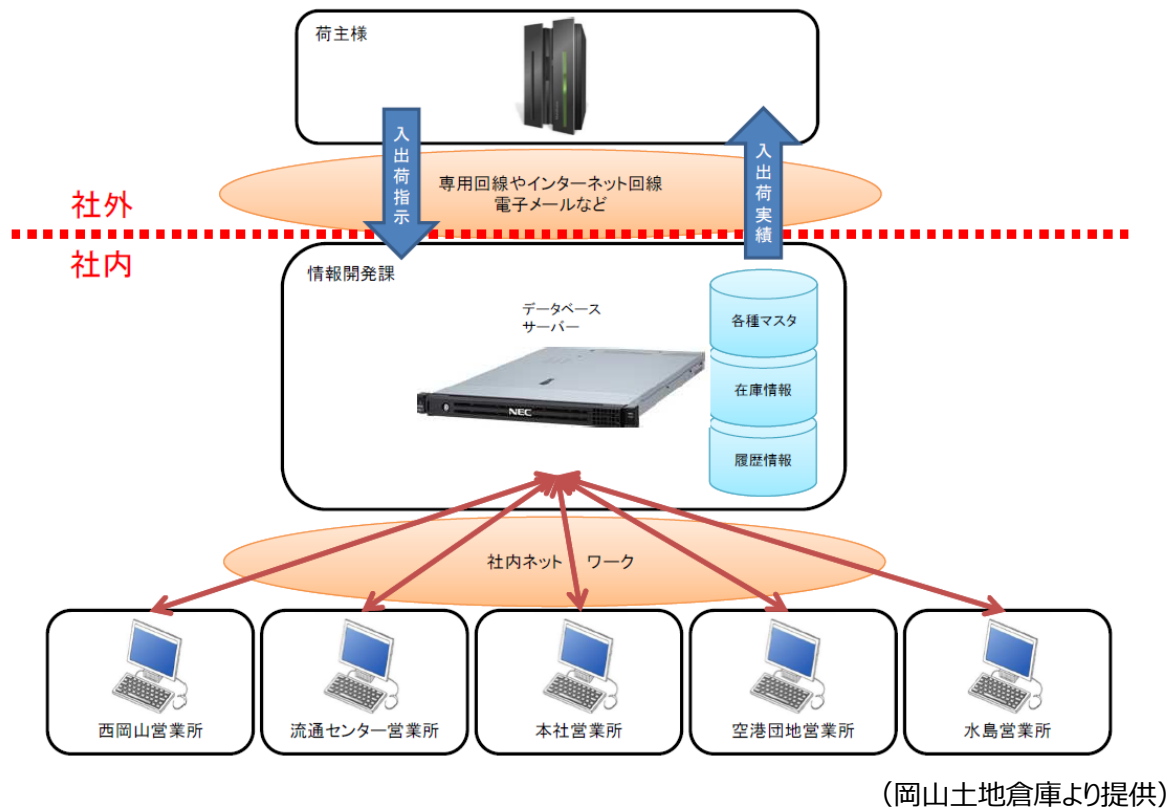 荷主様
入出荷指示
入出荷実績
専用回線やインターネット回線
電子メールなど
社外
社内
情報開発課
データベース
サーバー
NEC
各種マスタ
在庫情報
履歴情報
社内ネット ワーク
西岡山営業所
流通センター営業所
本社営業所
空港団地営業所
水島営業所
(岡山土地倉庫より提供)